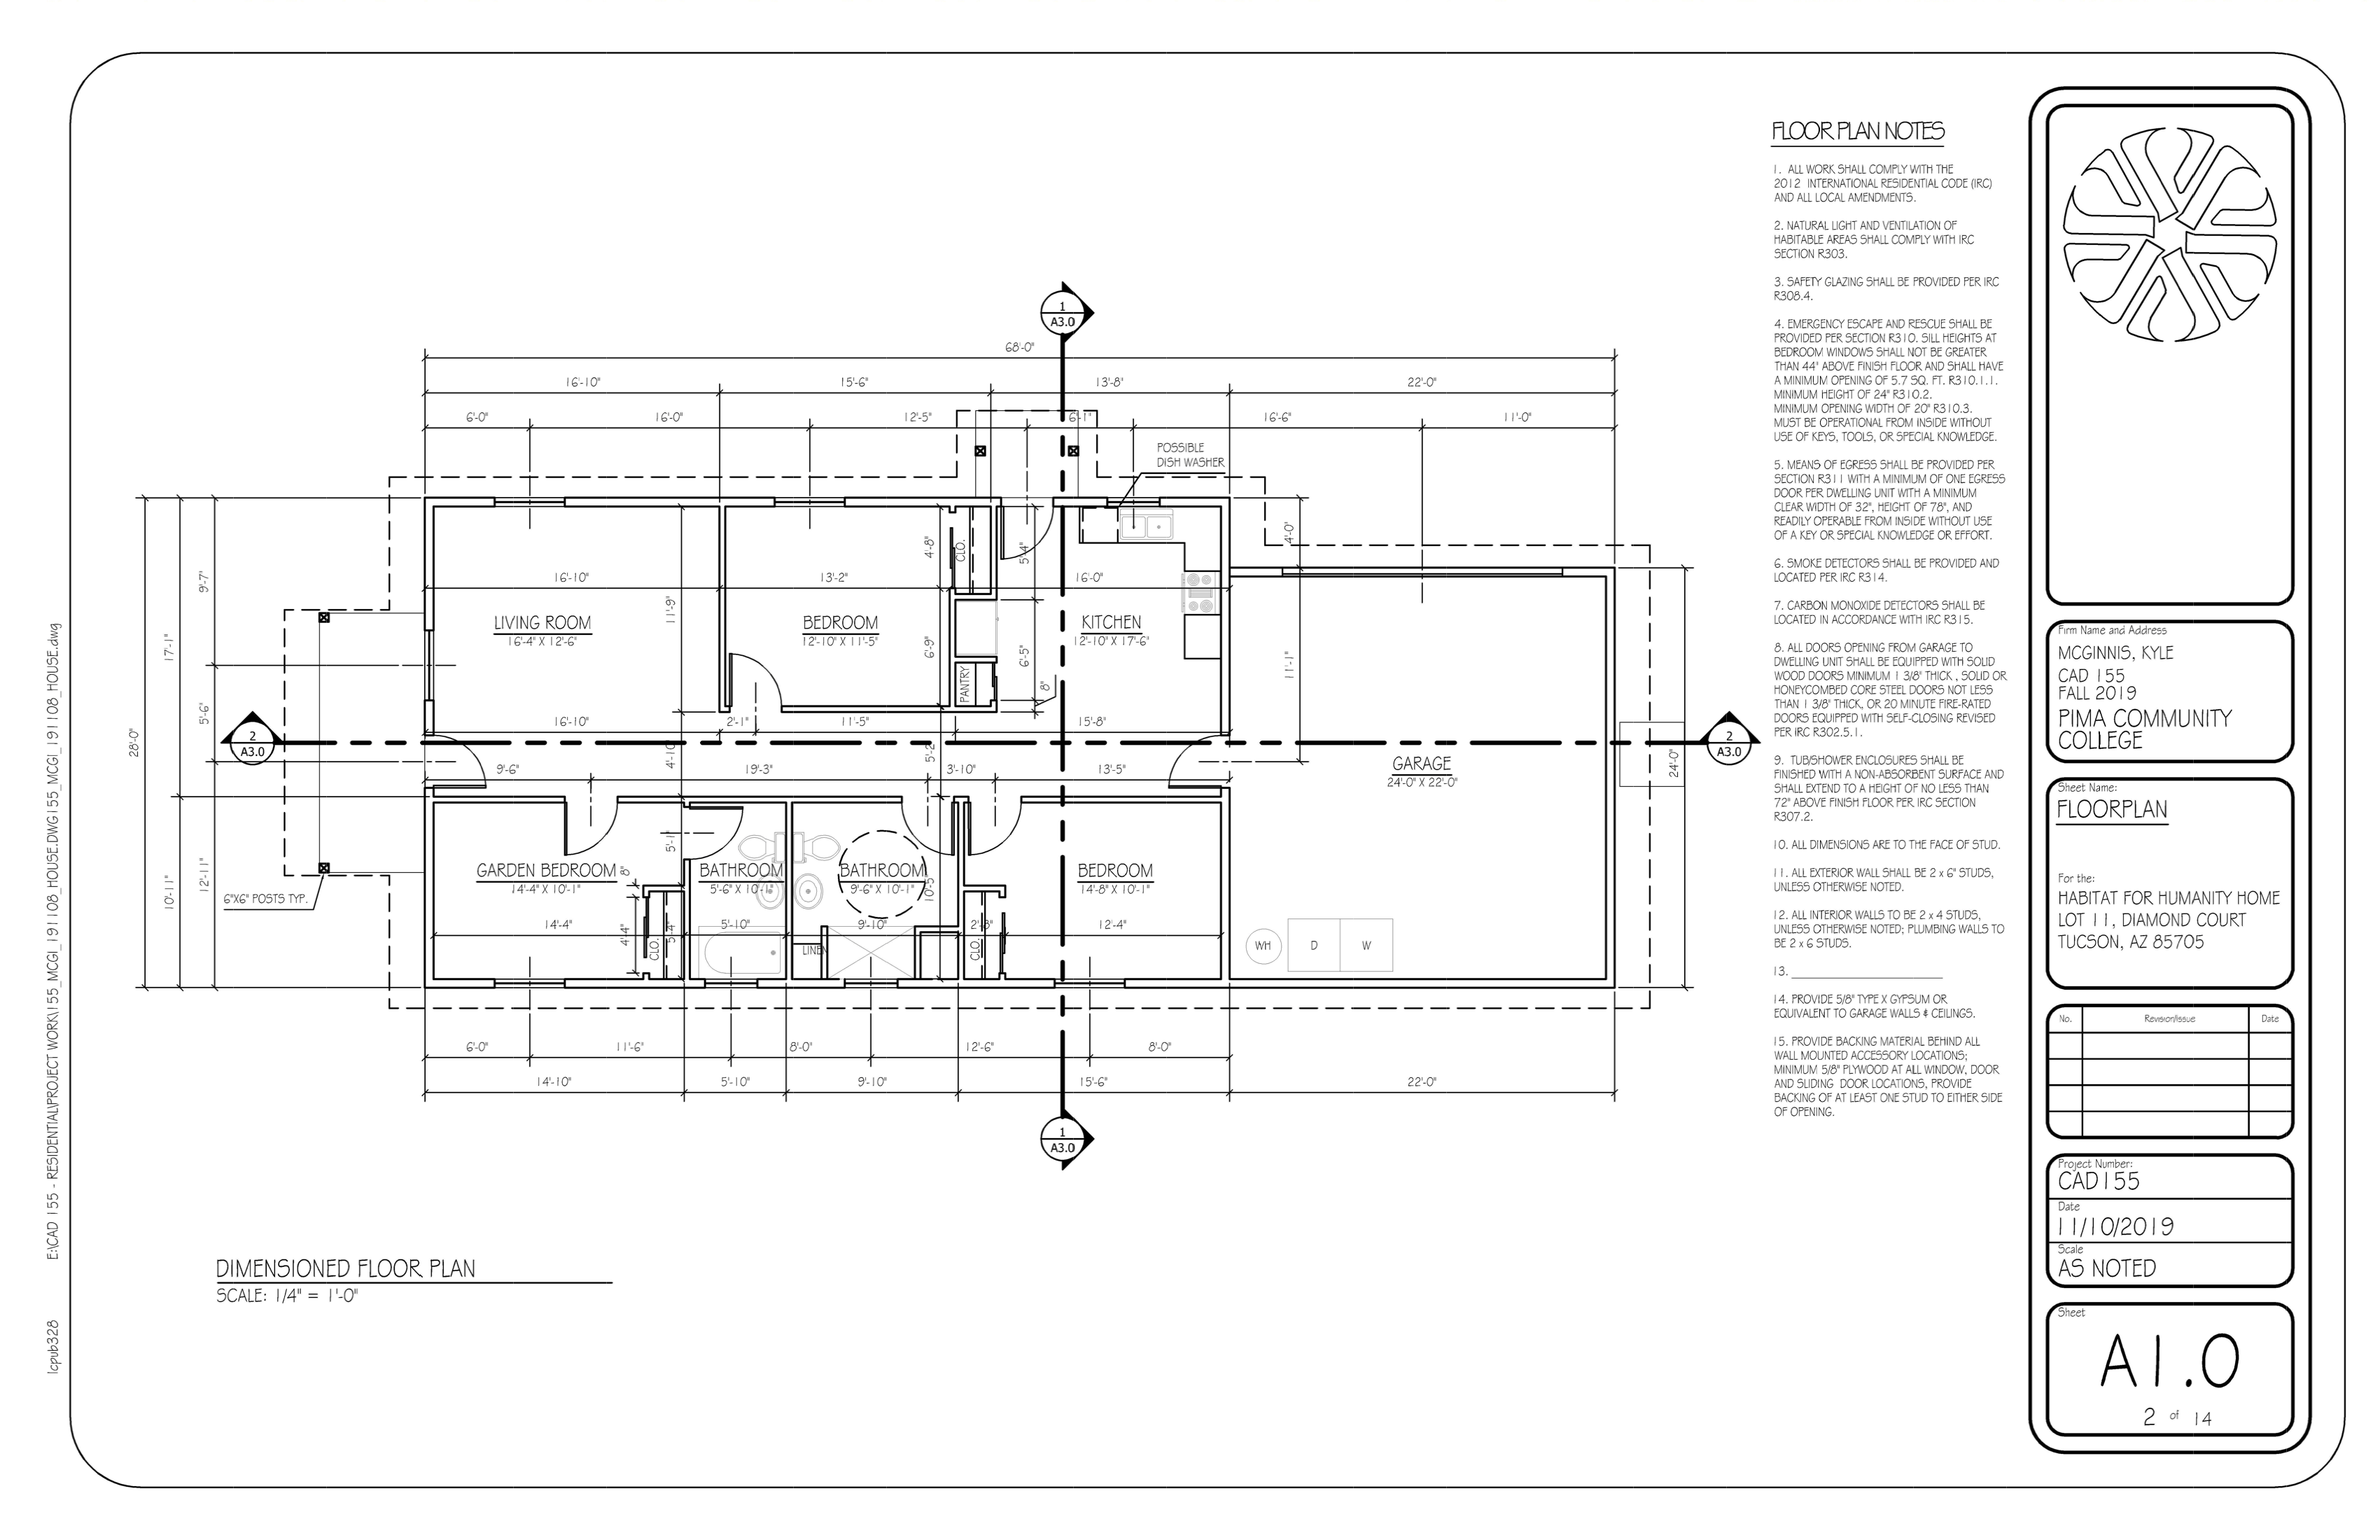 FLOOR PLAN NOTES
1. ALL WORK SHALL COMPLY WITH THE
2012 INTERNATIONAL RESIDENTIAL CODE (IRC)
AND ALL LOCAL AMENDMENTS.
2. NATURAL LIGHT AND VENTILATION OF
HABITABLE AREAS SHALL COMPLY WITH IRC
SECTION R303.
3. SAFETY GLAZING SHALL BE PROVIDED PER IRC
R308.4.
4. EMERGENCY ESCAPE AND RESCUE SHALL BE
PROVIDED PER SECTION R310. SILL HEIGHTS AT
BEDROOM WINDOWS SHALL NOT BE GREATER
THAN 44" ABOVE FINISH FLOOR AND SHALL HAVE
A MINIMUM OPENING OF 5.7 SQ. FT. R310.1.1.
MINIMUM HEIGHT OF 24" R310.2.
MINIMUM OPENING WIDTH OF 20" R310.3.
MUST BE OPERATIONAL FROM INSIDE WITHOUT
USE OF KEYS, TOOLS, OR SPECIAL KNOWLEDGE.
5. MEANS OF EGRESS SHALL BE PROVIDED PER
SECTION R311 WITH A MINIMUM OF ONE EGRESS
DOOR PER DWELLING UNIT WITH A MINIMUM
CLEAR WIDTH OF 32", HEIGHT OF 78", AND
READILY OPERABLE FROM INSIDE WITHOUT USE
OF A KEY OR SPECIAL KNOWLEDGE OR EFFORT.
6. SMOKE DETECTORS SHALL BE PROVIDED AND
LOCATED PER IRC R314.
7. CARBON MONOXIDE DETECTORS SHALL BE
LOCATED IN ACCORDANCE WITH IRC R315.
8. ALL DOORS OPENING FROM GARAGE TO
DWELLING UNIT SHALL BE EQUIPPED WITH SOLID
WOOD DOORS MINIMUM 1 3/8" THICK , SOLID OR
HONEYCOMBED CORE STEEL DOORS NOT LESS
THAN 1 3/8" THICK, OR 20 MINUTE FIRE-RATED
DOORS EQUIPPED WITH SELF-CLOSING REVISED
PER IRC R302.5.1.
9. TUB/SHOWER ENCLOSURES SHALL BE
FINISHED WITH A NON-ABSORBENT SURFACE AND
SHALL EXTEND TO A HEIGHT OF NO LESS THAN
72" ABOVE FINISH FLOOR PER IRC SECTION
R307.2.
10. ALL DIMENSIONS ARE TO THE FACE OF STUD.
11. ALL EXTERIOR WALL SHALL BE 2 x 6" STUDS,
UNLESS OTHERWISE NOTED.
12. ALL INTERIOR WALLS TO BE 2 x 4 STUDS,
UNLESS OTHERWISE NOTED; PLUMBING WALLS TO
BE 2 x 6 STUDS.
13.
14. PROVIDE 5/8" TYPE X GYPSUM OR
EQUIVALENT TO GARAGE WALLS & CEILINGS.
15. PROVIDE BACKING MATERIAL BEHIND ALL
WALL MOUNTED ACCESSORY LOCATIONS;
MINIMUM 5/8" PLYWOOD AT ALL WINDOW, DOOR
AND SLIDING DOOR LOCATIONS, PROVIDE
BACKING OF AT LEAST ONE STUD TO EITHER SIDE
OF OPENING.
1
A3.0
68'-0"
16'-10" 15'-6" 13'-8" 22'-0"
6'-0" 16'-0" 12'-5" 6'-1" 16'-6" 11'-0"
POSSIBLE
DISH WASHER
4'-0"
4'-8"
CLO.
5'-4"
9'-7"
16'-10" 13'-2" 16'-0"
11'-9"
LIVING ROOM
16'-4" X 12'-6"
BEDROOM
12'-10" X 11'-5"
KITCHEN
12'-10" X 17'-6"
17'-1"
6'-9"
6'-5"
11'-1"
PANTRY
8"
5'-6"
16'-10" 2'-1" 11'-5" 15'-8"
28'-0"
2
A3.0
2
A3.0
4'-10"
5'-2"
9'-6" 19'-3" 3'-10" 13'-5"
GARAGE
24'-0" X 22'-0"
24'-0"
5'-1"
GARDEN BEDROOM
14'-4" X 10'-1"
8"
BATHROOM
5'-6" X 10'-1"
BATHROOM
9'-6" X 10'-1"
10'-5"
BEDROOM
14'-8" X 10'-1"
10'-11"
12'-11"
6"X6" POSTS TYP.
14'-4" 5'-10" 9'-10" 2'-8" 12'-4"
4'-4"
CLO.
5'-4"
LINEN
CLO.
WH
D
W
6'-0" 11'-6" 8'-0" 12'-6" 8'-0"
14'-10" 5'-10" 9'-10" 15'-6" 22'-0"
1
A3.0
DIMENSIONED FLOOR PLAN
SCALE: 1/4" = 1'-0"
E:\CAD 155 - RESIDENTIAL\PROJECT WORK\155_MCGI_191108_HOUSE.DWG155_MCGI_191108_HOUSE.dwg
lcpub328
Firm Name and Address
MCGINNIS, KYLE
CAD 155
FALL 2019
PIMA COMMUNITY
COLLEGE
Sheet Name:
FLOORPLAN
For the:
HABITAT FOR HUMANITY HOME
LOT 11, DIAMOND COURT
TUCSON, AZ 85705
No. Revision/Issue Date
Project Number:
CAD155
Date
11/10/2019
Scale
AS NOTED
Sheet
A1.0
2 of 14